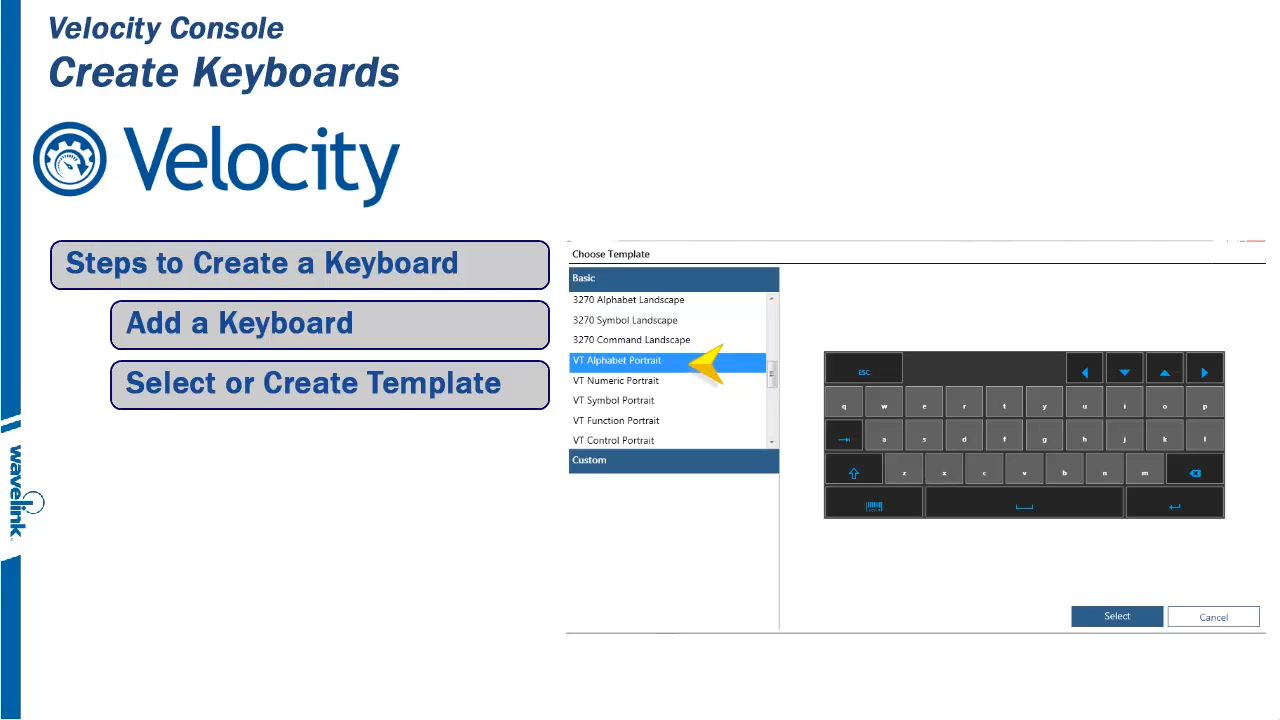 Velocity Console
Create Keyboards
Velocity
Steps to Create a Keyboard
Add a Keyboard
Select or Create Template
wavelink
Choose Template
Basic
3270 Alphabet Landscape
3270 Symbol Landscape
3270 Command Landscape
VT Alphabet Portrait
VT Numeric Portrait
VT Symbol Portrait
VT Function Portrait
VT Control Portrait
Custom
ESC
q w e r t y u i o p
a s d f g h j k l
z x c v b n m
Select Cancel